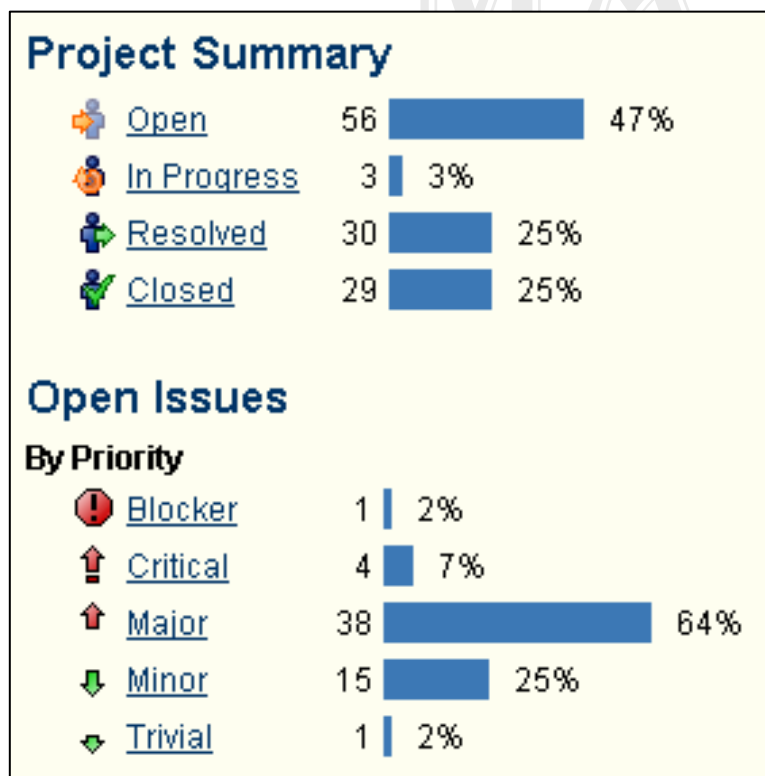 Project Summary
Open 56 47%
In Progress 3 3%
Resolved 30 25%
Closed 29 25%
Open Issues
By Priority
Blocker 1 2%
Critical 4 7%
Major 38 64%
Minor 15 25%
Trivial 1 2%